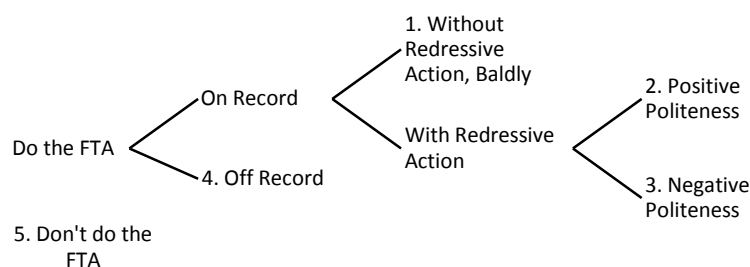 1. Without
Redressive
Action, Baldly
On Record
2. Positive
Politeness
With Redressive
Action
Do the FTA
4. Off Record
3. Negative
Politeness
5. Don't do the
FTA